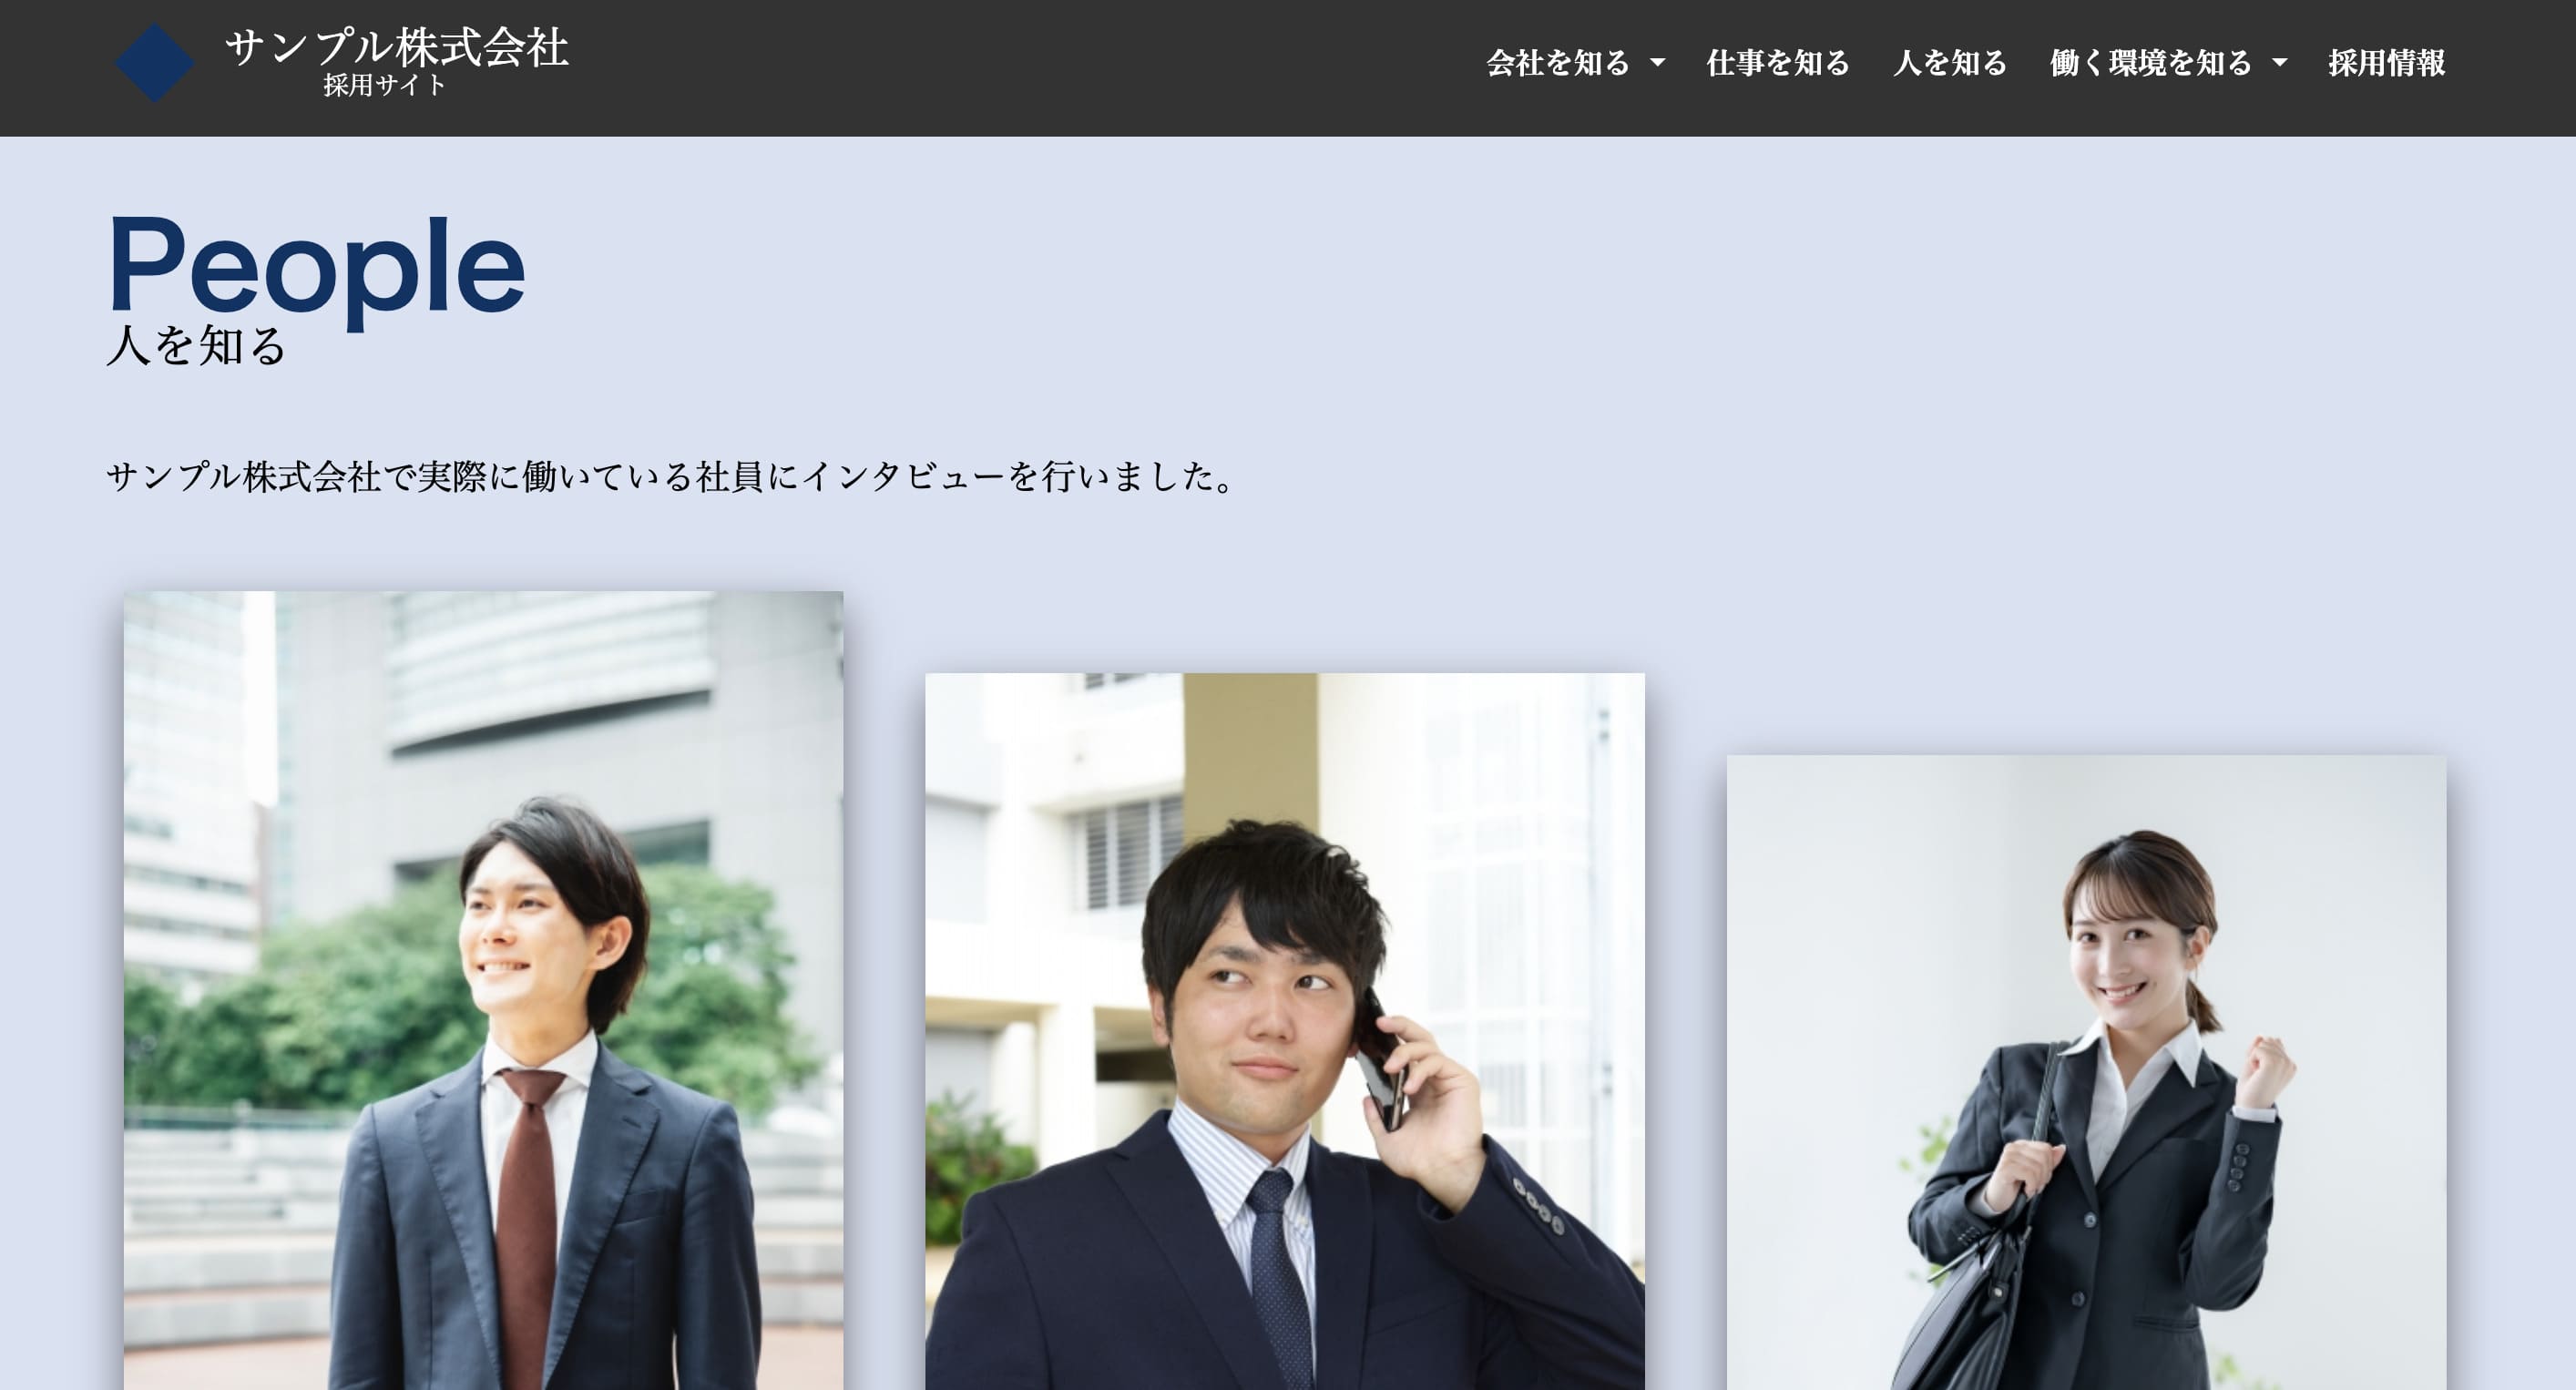 サンプル株式会社
採用サイト
会社を知る 仕事を知る 人を知る 働く環境を知る 採用情報
People
人を知る
サンプル株式会社で実際に働いている社員にインタビューを行いました。